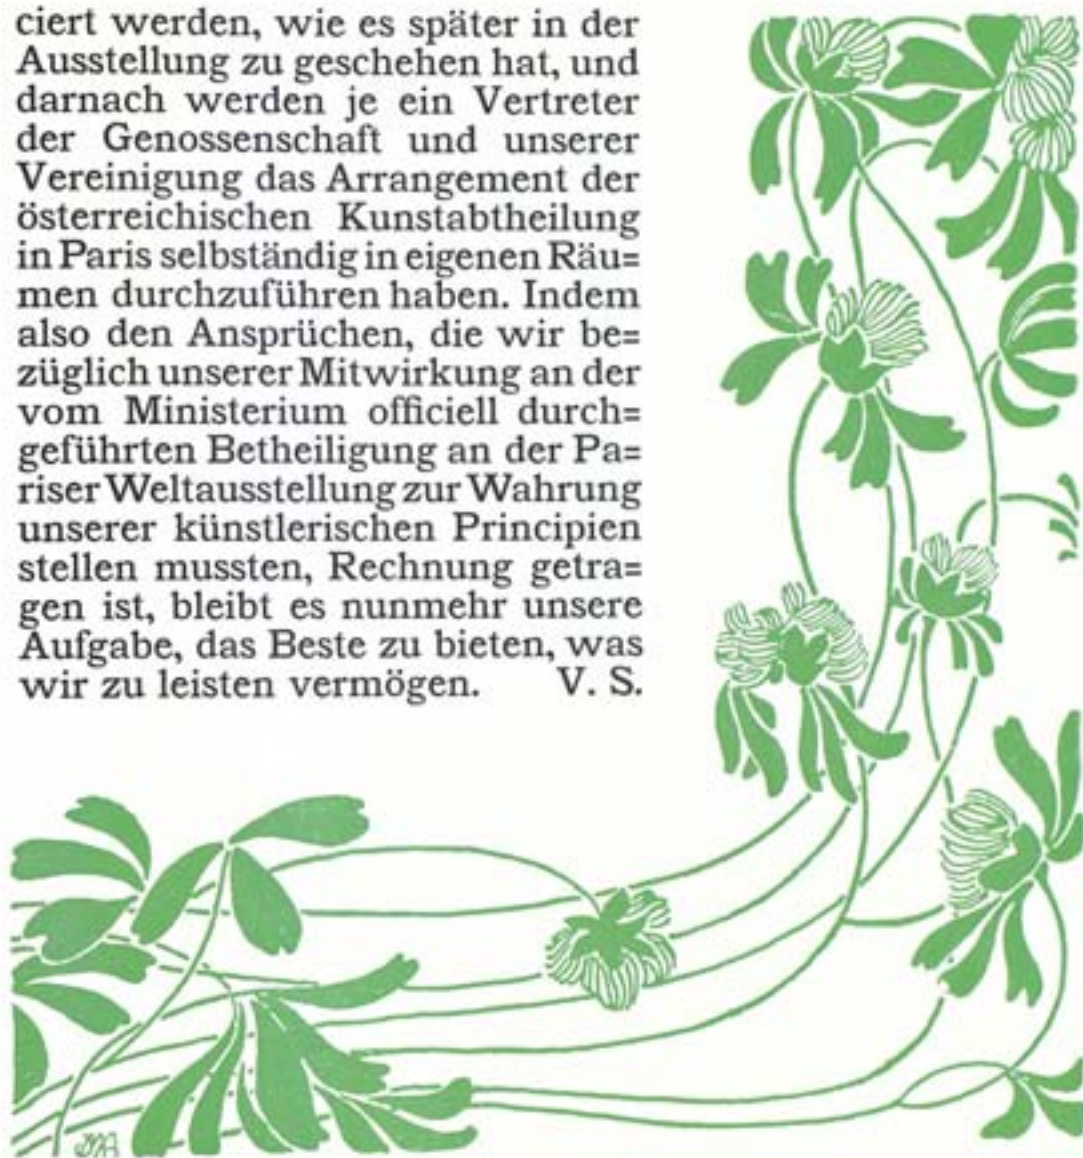 ciert werden, wie es später in der
Ausstellung zu geschehen hat, und
darnach werden je ein Vertreter
der Genossenschaft und unserer
Vereinigung das Arrangement der
österreichischen Kunstabtheilung
in Paris selbständig in eigenen Räu=
men durchzuführen haben. Indem
also den Ansprüchen, die wir be=
züglich unserer Mitwirkung an der
vom Ministerium officiell durch=
geführten Betheiligung an der Pa=
riser Weltausstellung zur Wahrung
unserer künstlerischen Principien
stellen mussten, Rechnung getra=
gen ist, bleibt es nunmehr unsere
Aufgabe, das Beste zu bieten, was
wir zu leisten vermögen. V. S.